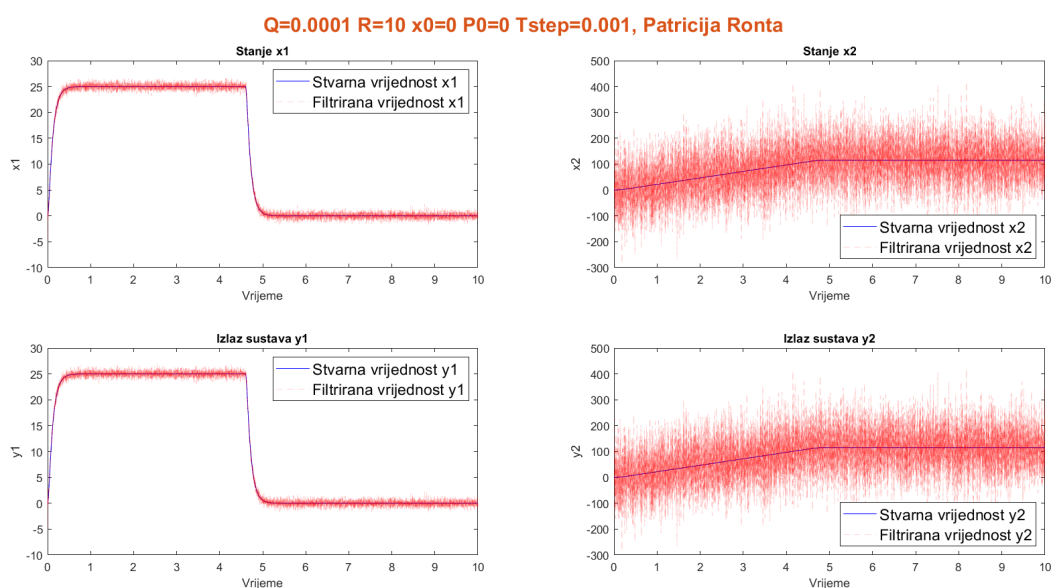 Q=0.0001 R=10 x0=0 P0=0 Tstep=0.001, Patricija Ronta
Stanje x1
30
25
20
15
10
5
0
-5
-10
x1
0 1 2 3 4 5 6 7 8 9 10
Vrijeme
Stvarna vrijednost x1
Filtrirana vrijednost x1
Stanje x2
500
400
300
200
100
0
-100
-200
-300
x2
0 1 2 3 4 5 6 7 8 9 10
Vrijeme
Stvarna vrijednost x2
Filtrirana vrijednost x2
Izlaz sustava y1
30
25
20
15
10
5
0
-5
-10
y1
0 1 2 3 4 5 6 7 8 9 10
Vrijeme
Stvarna vrijednost y1
Filtrirana vrijednost y1
Izlaz sustava y2
500
400
300
200
100
0
-100
-200
-300
y2
0 1 2 3 4 5 6 7 8 9 10
Vrijeme
Stvarna vrijednost y2
Filtrirana vrijednost y2